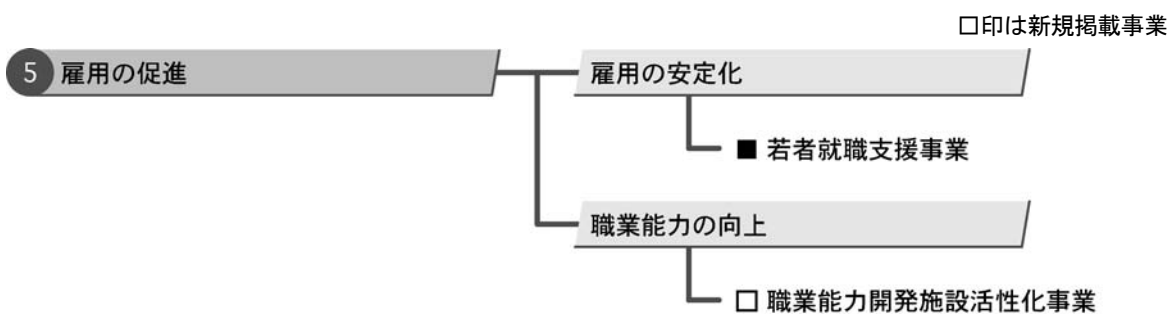 □印は新規掲載事業
5 雇用の促進
雇用の安定化
■ 若者就職支援事業
職業能力の向上
□ 職業能力開発施設活性化事業